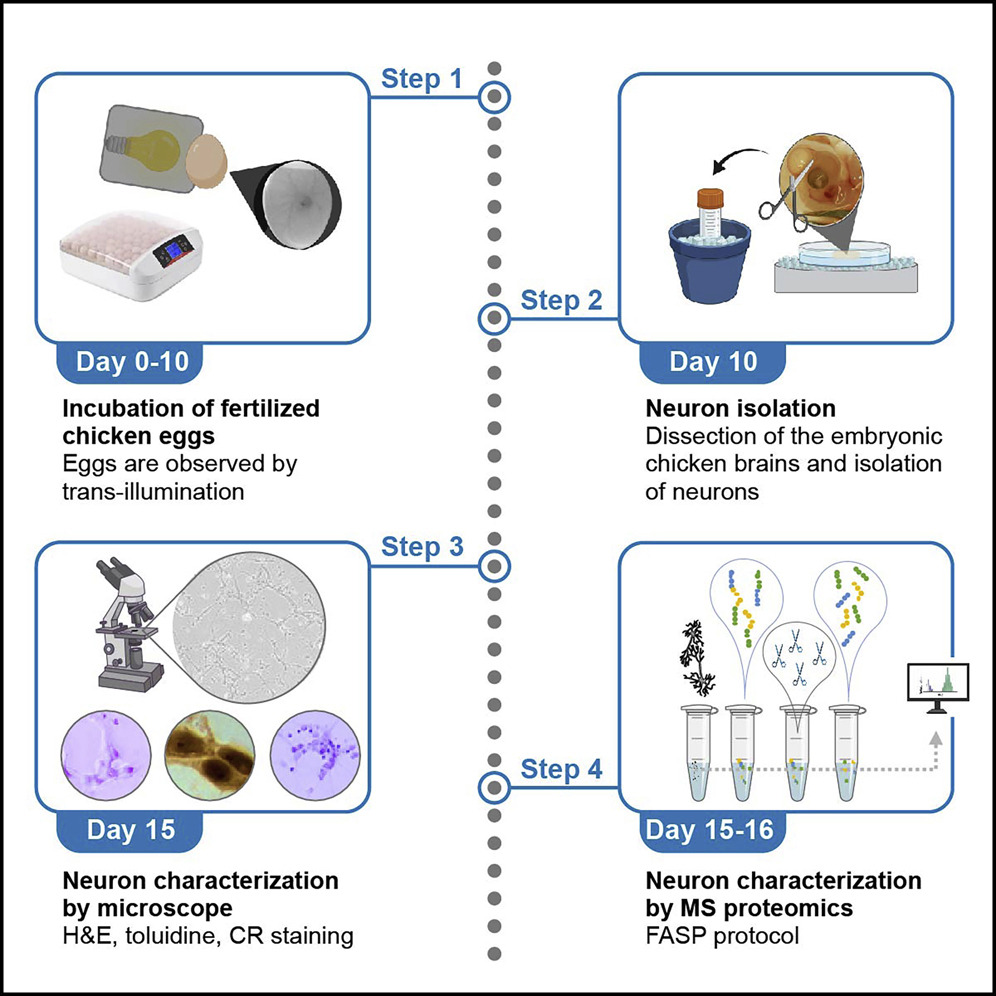 Step 1
Day 0-10
Incubation of fertilized
chicken eggs
Eggs are observed by
trans-illumination
Step 2
Day 10
Neuron isolation
Dissection of the embryonic
chicken brains and isolation
of neurons
Step 3
Day 15
Neuron characterization
by microscope
H&E, toluidine, CR staining
Step 4
Day 15-16
Neuron characterization
by MS proteomics
FASP protocol